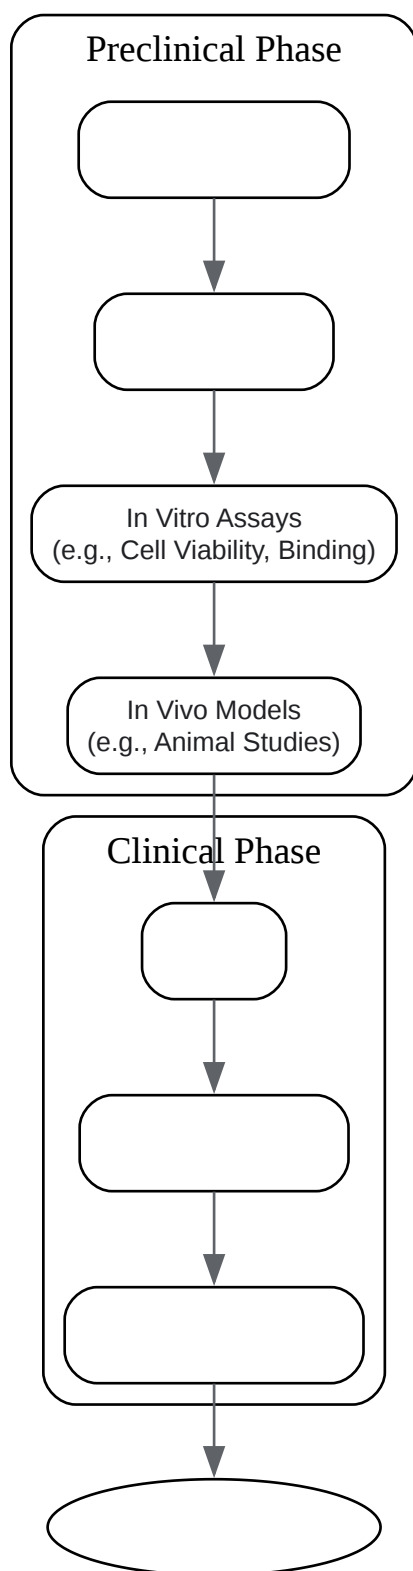 Preclinical Phase
In Vitro Assays
(e.g., Cell Viability, Binding)
In Vivo Models
(e.g., Animal Studies)
Clinical Phase